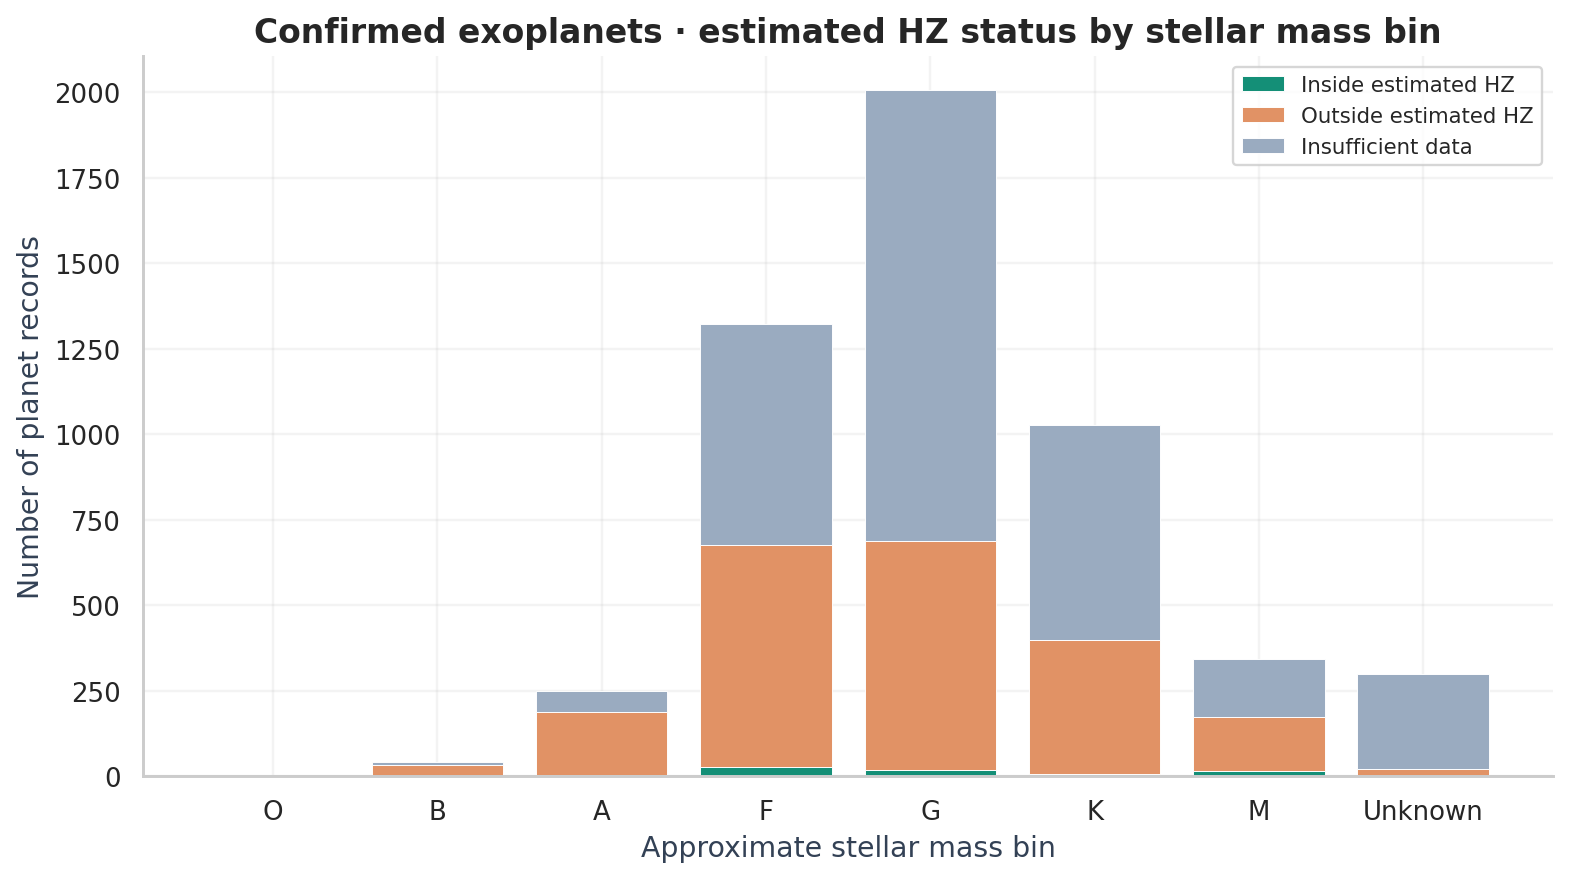 Confirmed exoplanets · estimated HZ status by stellar mass bin
Inside estimated HZ
Outside estimated HZ
Insufficient data
Number of planet records
2000
1750
1500
1250
1000
750
500
250
0
O B A F G K M Unknown
Approximate stellar mass bin